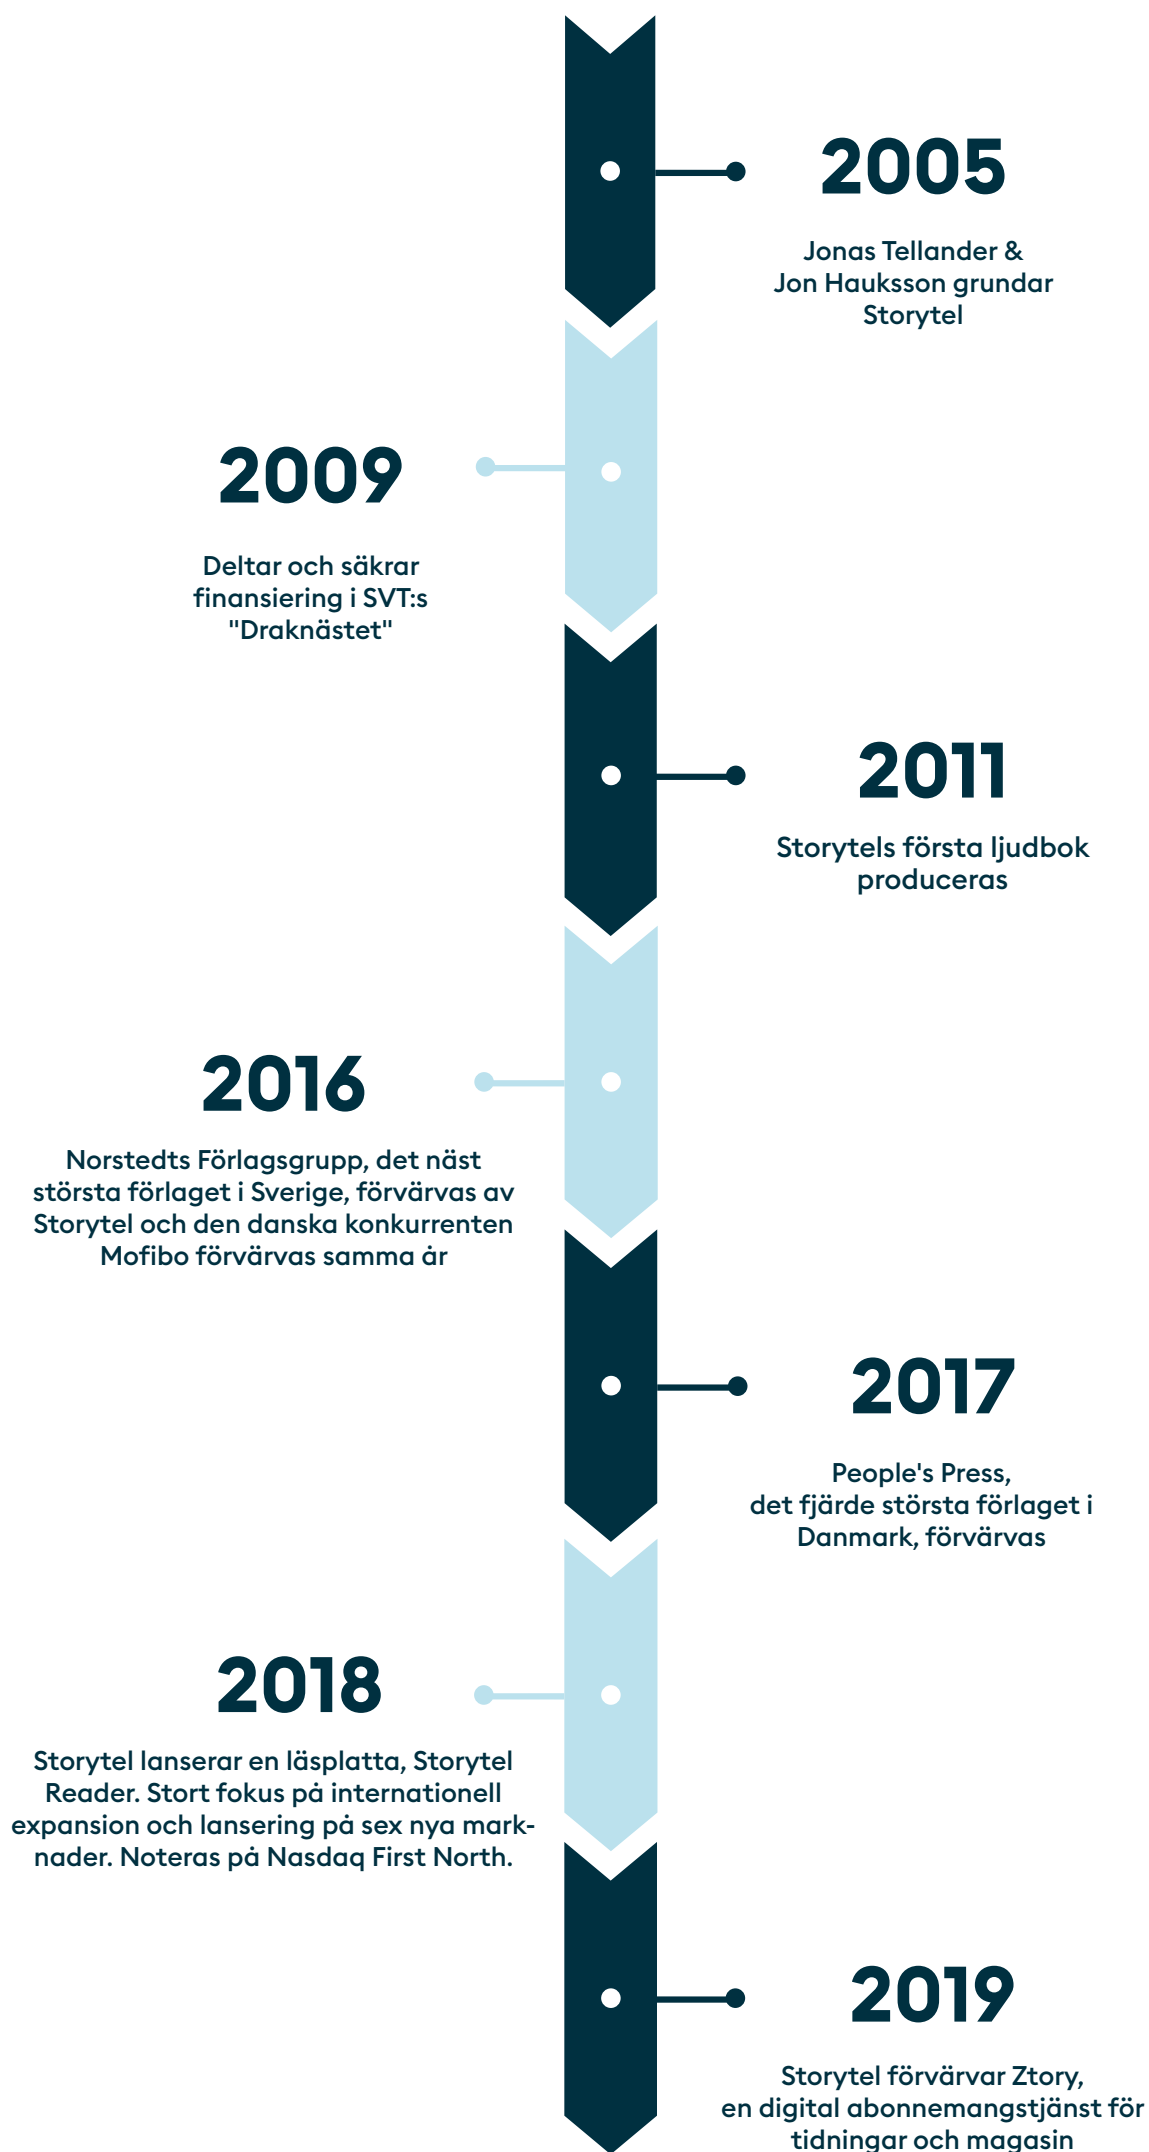 2005
Jonas Tellander &
Jon Hauksson grundar
Storytel
2009
Deltar och säkrar
finansiering i SVT:s
"Draknästet"
2011
Storytels första ljudbok
produceras
2016
Norstedts Förlagsgrupp, det näst
största förlaget i Sverige, förvärvas av
Storytel och den danska konkurrenten
Mofibo förvärvas samma år
2017
People's Press,
det fjärde största förlaget i
Danmark, förvärvas
2018
Storytel lanserar en läsplatta, Storytel
Reader. Stort fokus på internationell
expansion och lansering på sex nya mark-
nader. Noteras på Nasdaq First North.
2019
Storytel förvärvar Ztory,
en digital abonnemangstjänst för
tidningar och magasin